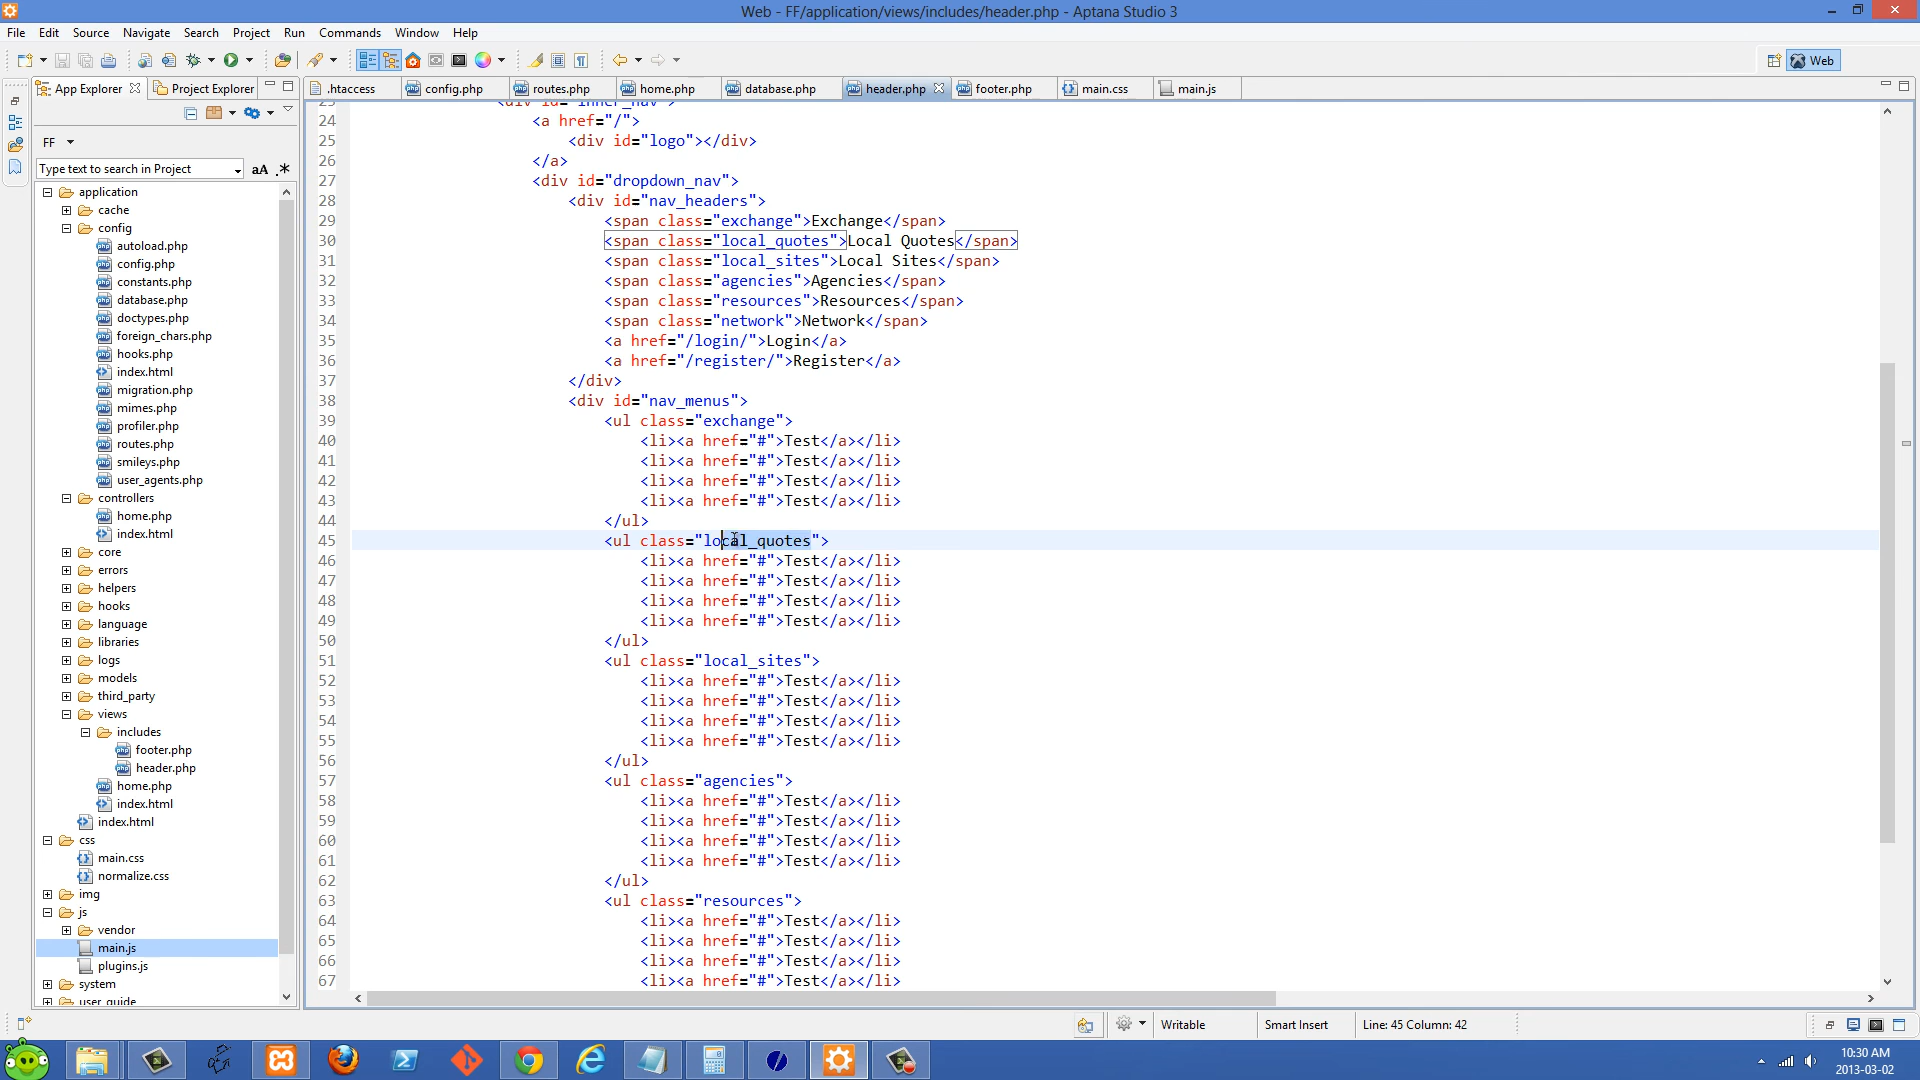 Web - FF/application/views/includes/header.php - Aptana Studio 3
File Edit Source Navigate Search Project Run Commands Window Help
Web
App Explorer Project Explorer
.htaccess config.php routes.php home.php database.php header.php footer.php main.css main.js
FF
Type text to search in Project aA .*
application
cache
config
autoload.php
config.php
constants.php
database.php
doctypes.php
foreign_chars.php
hooks.php
index.html
migration.php
mimes.php
profiler.php
routes.php
smileys.php
user_agents.php
controllers
home.php
index.html
core
errors
helpers
hooks
language
libraries
logs
models
third_party
views
includes
footer.php
header.php
home.php
index.html
index.html
css
main.css
normalize.css
img
js
vendor
main.js
plugins.js
system
user_guide
23 <div id="inner_nav">
24 <a href="/">
25 <div id="logo"></div>
26 </a>
27 <div id="dropdown_nav">
28 <div id="nav_headers">
29 <span class="exchange">Exchange</span>
30 <span class="local_quotes">Local Quotes</span>
31 <span class="local_sites">Local Sites</span>
32 <span class="agencies">Agencies</span>
33 <span class="resources">Resources</span>
34 <span class="network">Network</span>
35 <a href="/login/">Login</a>
36 <a href="/register/">Register</a>
37 </div>
38 <div id="nav_menus">
39 <ul class="exchange">
40 <li><a href="#">Test</a></li>
41 <li><a href="#">Test</a></li>
42 <li><a href="#">Test</a></li>
43 <li><a href="#">Test</a></li>
44 </ul>
45 <ul class="local_quotes">
46 <li><a href="#">Test</a></li>
47 <li><a href="#">Test</a></li>
48 <li><a href="#">Test</a></li>
49 <li><a href="#">Test</a></li>
50 </ul>
51 <ul class="local_sites">
52 <li><a href="#">Test</a></li>
53 <li><a href="#">Test</a></li>
54 <li><a href="#">Test</a></li>
55 <li><a href="#">Test</a></li>
56 </ul>
57 <ul class="agencies">
58 <li><a href="#">Test</a></li>
59 <li><a href="#">Test</a></li>
60 <li><a href="#">Test</a></li>
61 <li><a href="#">Test</a></li>
62 </ul>
63 <ul class="resources">
64 <li><a href="#">Test</a></li>
65 <li><a href="#">Test</a></li>
66 <li><a href="#">Test</a></li>
67 <li><a href="#">Test</a></li>
Writable Smart Insert Line: 45 Column: 42
10:30 AM
2013-03-02